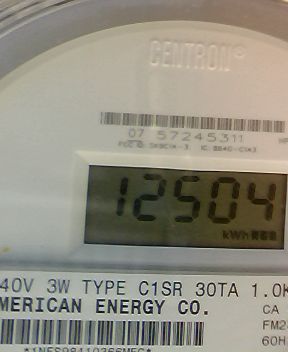 CENTRON®
07 57245311
12504
kWh
40V 3W TYPE C1SR 30TA 1.0K
MERICAN ENERGY CO. CA
FM2
60H